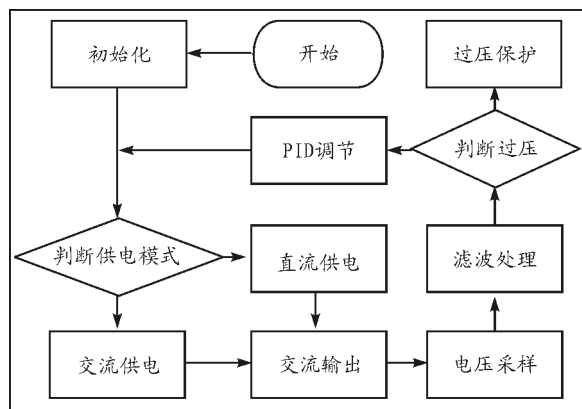 初始化
开始
过压保护
PID调节
判断过压
判断供电模式
直流供电
滤波处理
交流供电
交流输出
电压采样